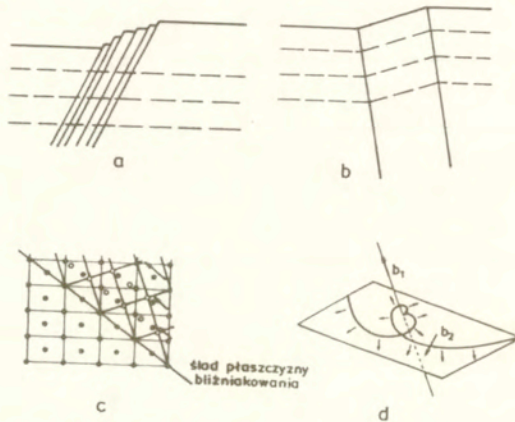 a
b
ślad płaszczyzny
bliźniakowania
c
b₁
b₂
d